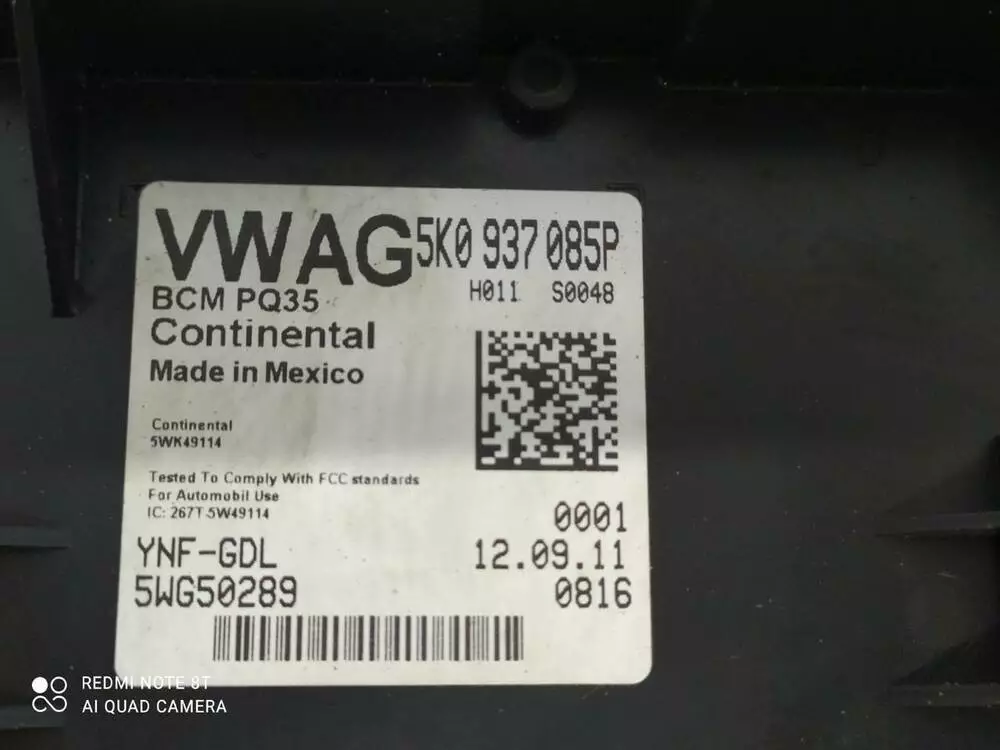 VWAG 5K0 937 085P
BCM PQ35 H011 S0048
Continental
Made in Mexico
Continental
5WK49114
Tested To Comply With FCC standards
For Automobil Use
IC: 267T-5W49114
0001
YNF-GDL 12.09.11
5WG50289 0816
REDMI NOTE 8T
AI QUAD CAMERA